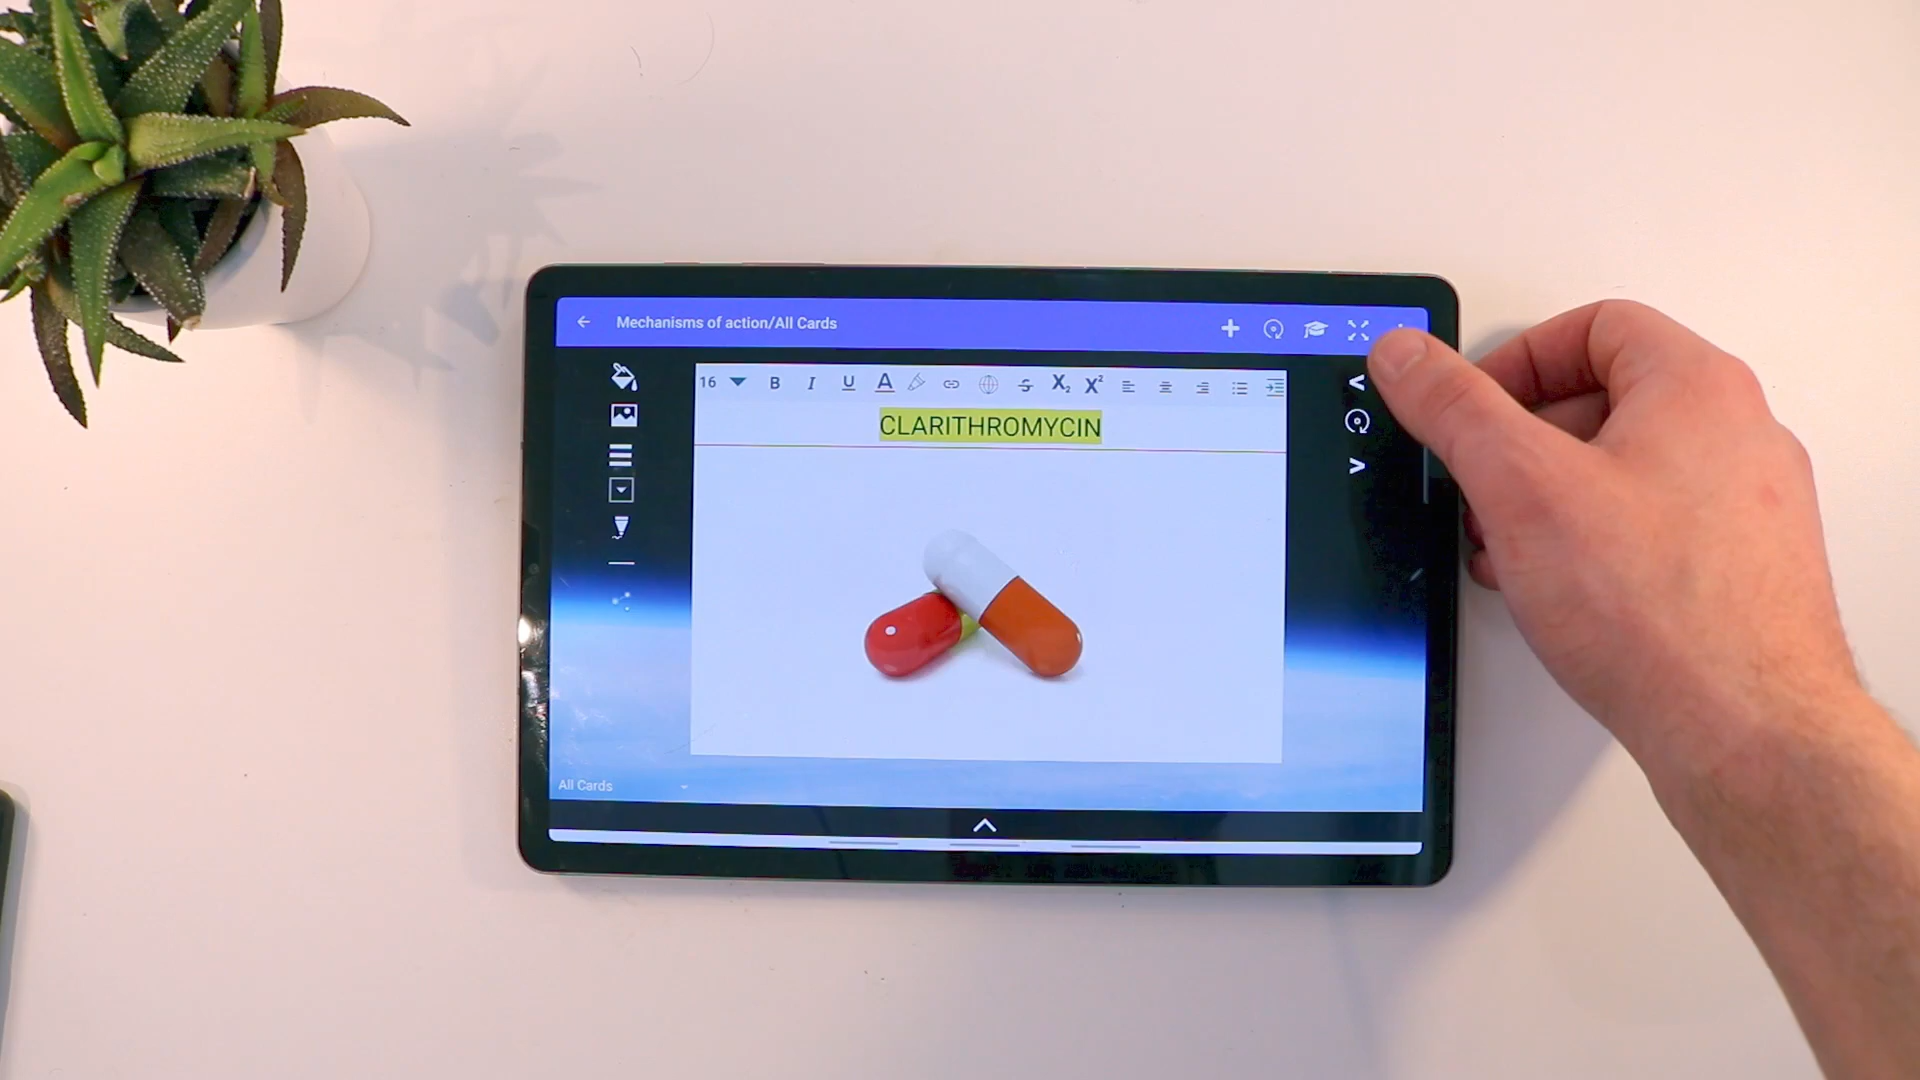 Mechanisms of action/All Cards
16 B I U A S X₂ X²
CLARITHROMYCIN
All Cards